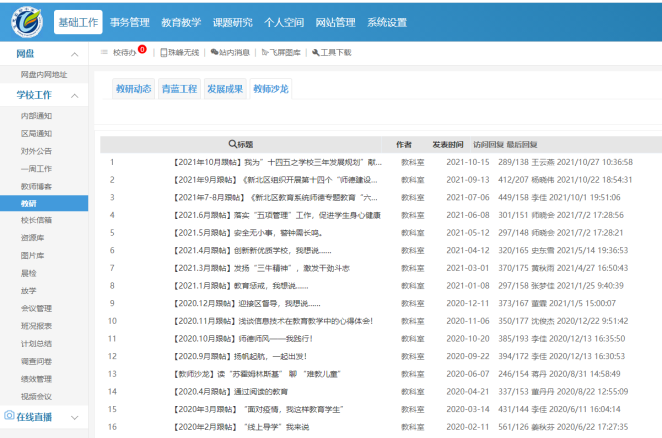 基础工作 事务管理 教育教学 课题研究 个人空间 网站管理 系统设置
网盘
网盘内网地址
学校工作
内部通知
区局通知
对外公告
一周工作
教师博客
教研
校长信箱
资源库
图片库
晨检
放学
会议管理
班况报表
计划总结
调查问卷
绩效管理
视频会议
在线直播
校待办 0 珠峰无线 站内消息 飞屏图库 工具下载
教研动态 青蓝工程 发展成果 教师沙龙
标题 作者 发表时间 访问回复 最后回复
1 【2021年10月跟帖】我为“十四五之学校三年发展规划”献... 教科室 2021-10-15 289/138 王云燕 2021/10/27 10:36:58
2 【2021年9月跟帖】《新北区组织开展第十四个“师德建设... 教科室 2021-09-13 412/207 杨晓伟 2021/10/22 18:54:31
3 【2021年7-8月跟帖】《新北区教育系统师德专题教育“六... 教科室 2021-07-06 449/158 李佳 2021/10/1 19:51:06
4 【2021.6月跟帖】落实“五项管理”工作，促进学生身心健康 教科室 2021-06-08 301/151 师晓会 2021/7/2 17:28:56
5 【2021.5月跟帖】安全无小事，警钟需长鸣。 教科室 2021-05-12 297/148 师晓会 2021/7/2 17:28:21
6 【2021.4月跟帖】创新新优质学校，我想说...... 教科室 2021-04-12 320/165 史东雪 2021/5/14 19:36:53
7 【2021.3月跟帖】发扬“三牛精神”，激发干劲斗志 教科室 2021-03-01 370/175 黄秋雨 2021/4/27 16:50:43
8 【2021.1月跟帖】教育惩戒，我想说...... 教科室 2021-01-08 297/158 张梦佳 2021/1/25 9:40:39
9 【2020.12月跟帖】迎接区督导，我想说...... 教科室 2020-12-11 373/167 董霞 2021/1/5 15:00:07
10 【2020.11月跟帖】浅谈信息技术在教育教学中的心得体会！ 教科室 2020-11-06 350/177 沈俊杰 2020/12/22 9:51:42
11 【2020.10月跟帖】师德师风——我践行！ 教科室 2020-10-20 385/193 李佳 2020/12/13 16:35:50
12 【2020.9月跟帖】扬帆起航，一起出发！ 教科室 2020-09-22 394/172 李佳 2020/12/13 16:30:53
13 【教师沙龙】读“苏霍姆林斯基” 聊 “难教儿童” 教科室 2020-06-07 246/154 蒋丹 2020/8/31 14:58:49
14 【2020.4月跟帖】通过阅读的教育 教科室 2020-04-21 337/153 董丹丹 2020/8/22 12:55:09
15 【2020年3月跟帖】 “面对疫情，我这样教育学生” 教科室 2020-03-14 431/144 李佳 2020/6/11 16:04:14
16 【2020年2月跟帖】“线上导学”我来说 教科室 2020-02-11 561/126 姜秋芬 2020/6/22 17:27:35